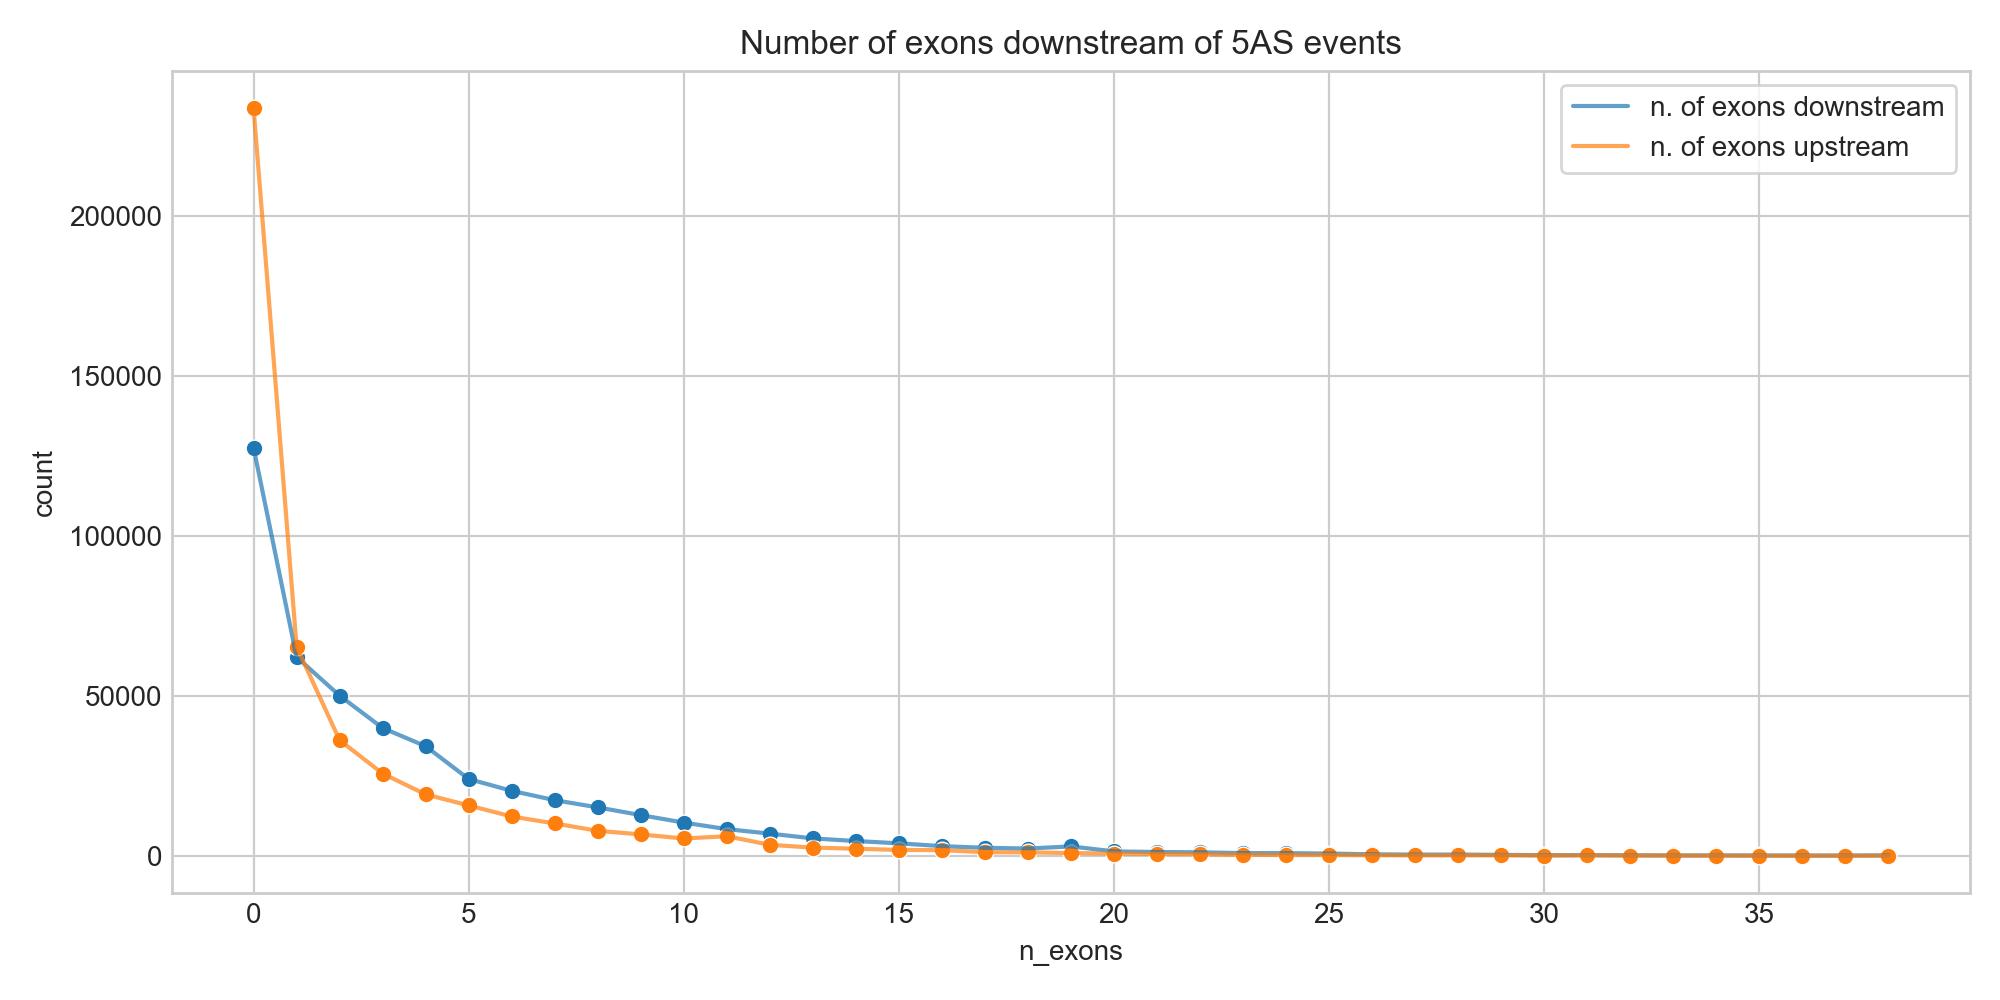 Number of exons downstream of 5AS events
n. of exons downstream
n. of exons upstream
200000
150000
100000
50000
0
count
0 5 10 15 20 25 30 35
n_exons